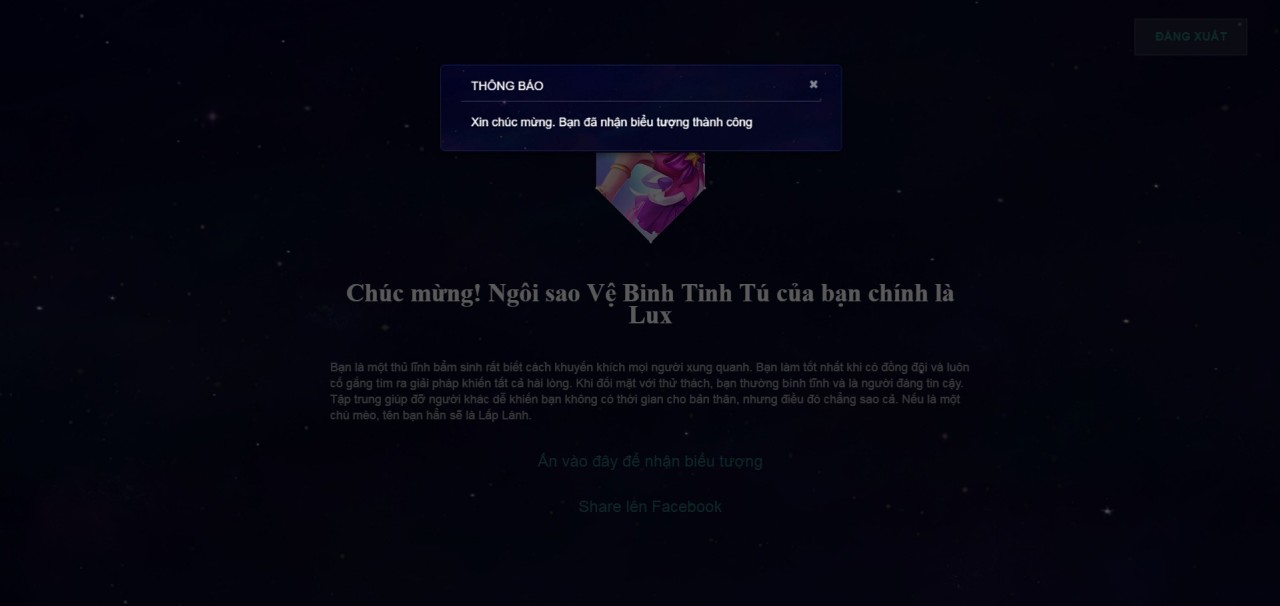 ĐĂNG XUẤT
THÔNG BÁO
Xin chúc mừng. Bạn đã nhận biểu tượng thành công
Chúc mừng! Ngôi sao Vệ Binh Tinh Tú của bạn chính là
Lux
Bạn là một thủ lĩnh bẩm sinh rất biết cách khuyến khích mọi người xung quanh. Bạn làm tốt nhất khi có đồng đội và luôn
cố gắng tìm ra giải pháp khiến tất cả hài lòng. Khi đối mặt với thử thách, bạn thường bình tĩnh và là người đáng tin cậy.
Tập trung giúp đỡ người khác dễ khiến bạn không có thời gian cho bản thân, nhưng điều đó chẳng sao cả. Nếu là một
chú mèo, tên bạn hẳn sẽ là Lấp Lánh.
Ấn vào đây để nhận biểu tượng
Share lên Facebook